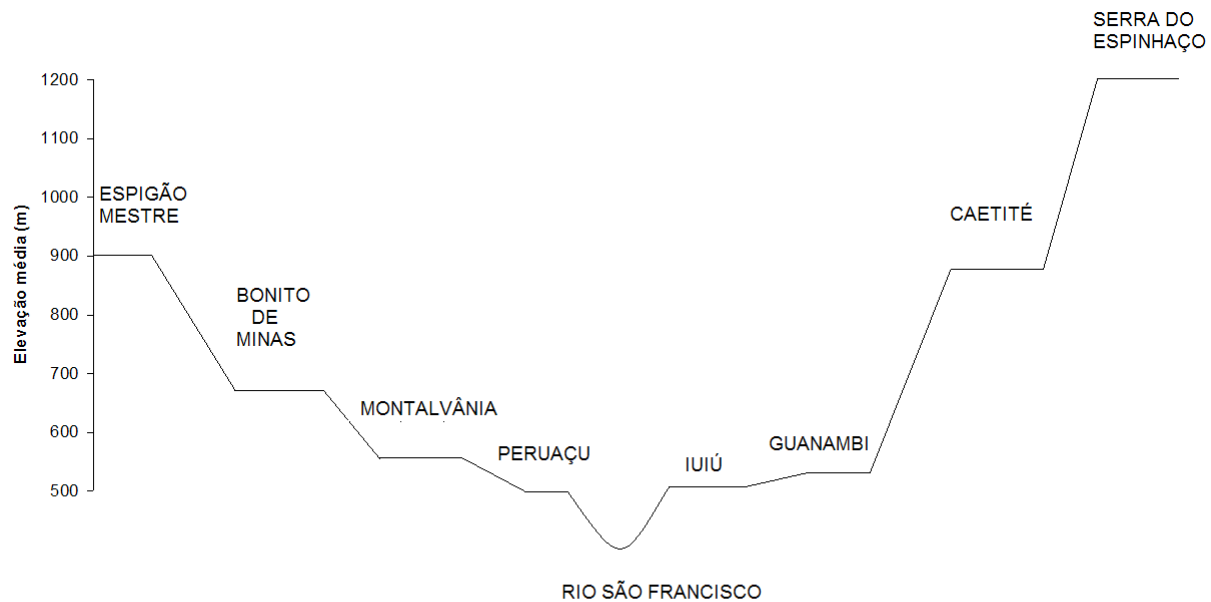 SERRA DO
ESPINHAÇO
1200
1100
1000
900
800
700
600
500
Elevação média (m)
ESPIGÃO
MESTRE
BONITO
DE
MINAS
MONTALVÂNIA
PERUAÇU
IUIÚ
GUANAMBI
CAETITÉ
RIO SÃO FRANCISCO